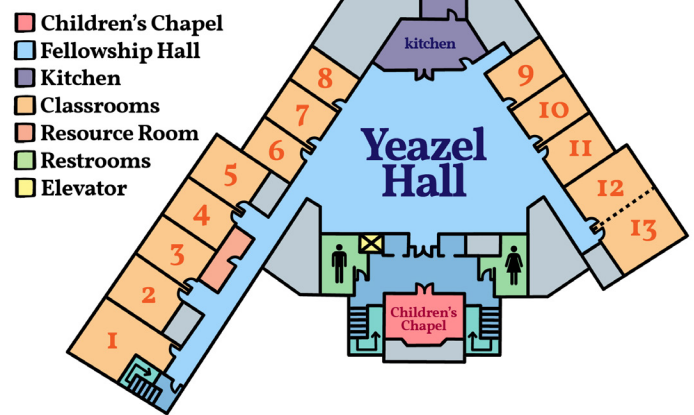 Children's Chapel
Fellowship Hall
Kitchen
Classrooms
Resource Room
Restrooms
Elevator
kitchen
8
7
6
5
4
3
2
1
Yeazel
Hall
9
10
11
12
13
Children's
Chapel